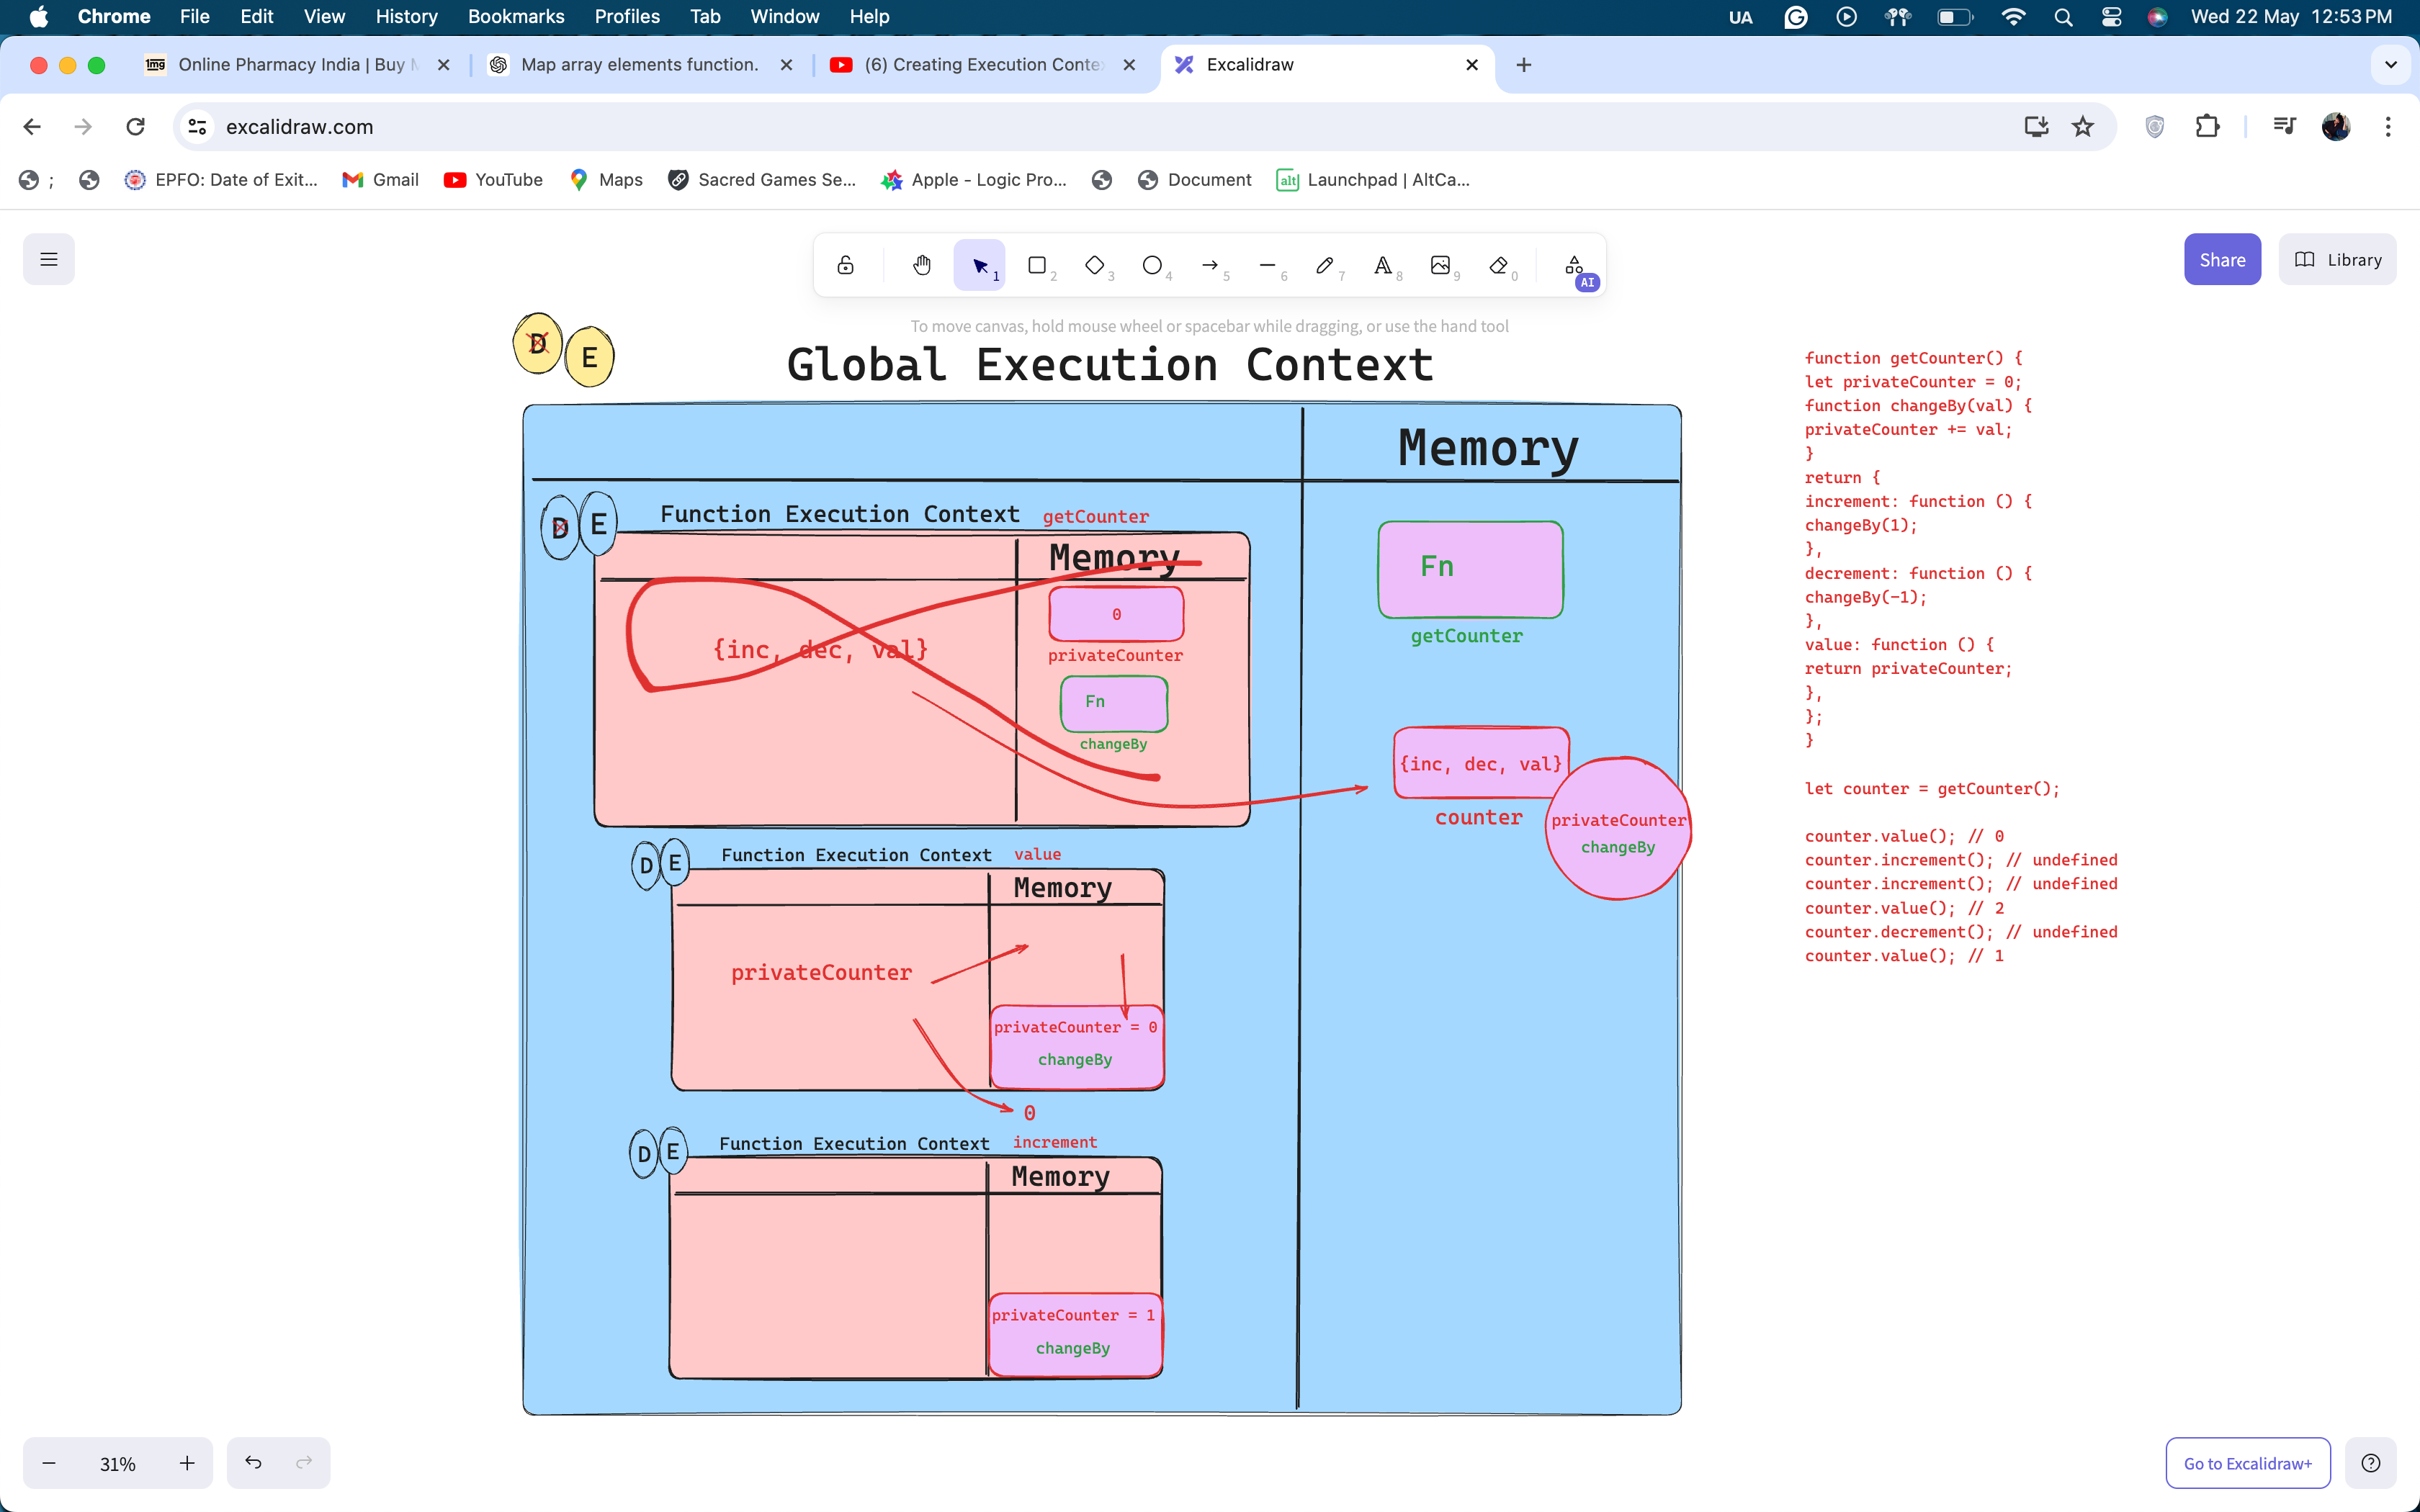 Chrome File Edit View History Bookmarks Profiles Tab Window Help UA Wed 22 May 12:53 PM
1mg Online Pharmacy India | Buy Map array elements function. (6) Creating Execution Conte Excalidraw
excalidraw.com
; EPFO: Date of Exit... Gmail YouTube Maps Sacred Games Se... Apple - Logic Pro... Document alt Launchpad | AltCa...
1 2 3 4 5 6 7 8 9 0 AI
Share Library
To move canvas, hold mouse wheel or spacebar while dragging, or use the hand tool
D E
Global Execution Context
Memory
D E Function Execution Context getCounter
Memory
0
privateCounter
{inc, dec, val}
Fn
changeBy
Fn
getCounter
{inc, dec, val}
counter
privateCounter
changeBy
D E Function Execution Context value
Memory
privateCounter
privateCounter = 0
changeBy
0
D E Function Execution Context increment
Memory
privateCounter = 1
changeBy
function getCounter() {
let privateCounter = 0;
function changeBy(val) {
privateCounter += val;
}
return {
increment: function () {
changeBy(1);
},
decrement: function () {
changeBy(-1);
},
value: function () {
return privateCounter;
},
};
}
let counter = getCounter();
counter.value(); // 0
counter.increment(); // undefined
counter.increment(); // undefined
counter.value(); // 2
counter.decrement(); // undefined
counter.value(); // 1
31%
Go to Excalidraw+